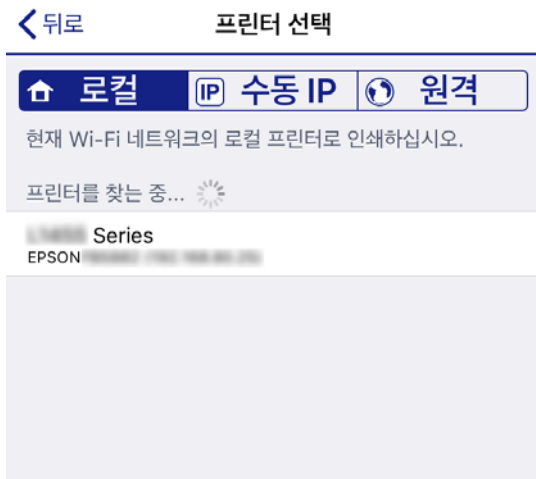 뒤로 프린터 선택
로컬 IP 수동 IP 원격
현재 Wi-Fi 네트워크의 로컬 프린터로 인쇄하십시오.
프린터를 찾는 중...
Series
EPSON